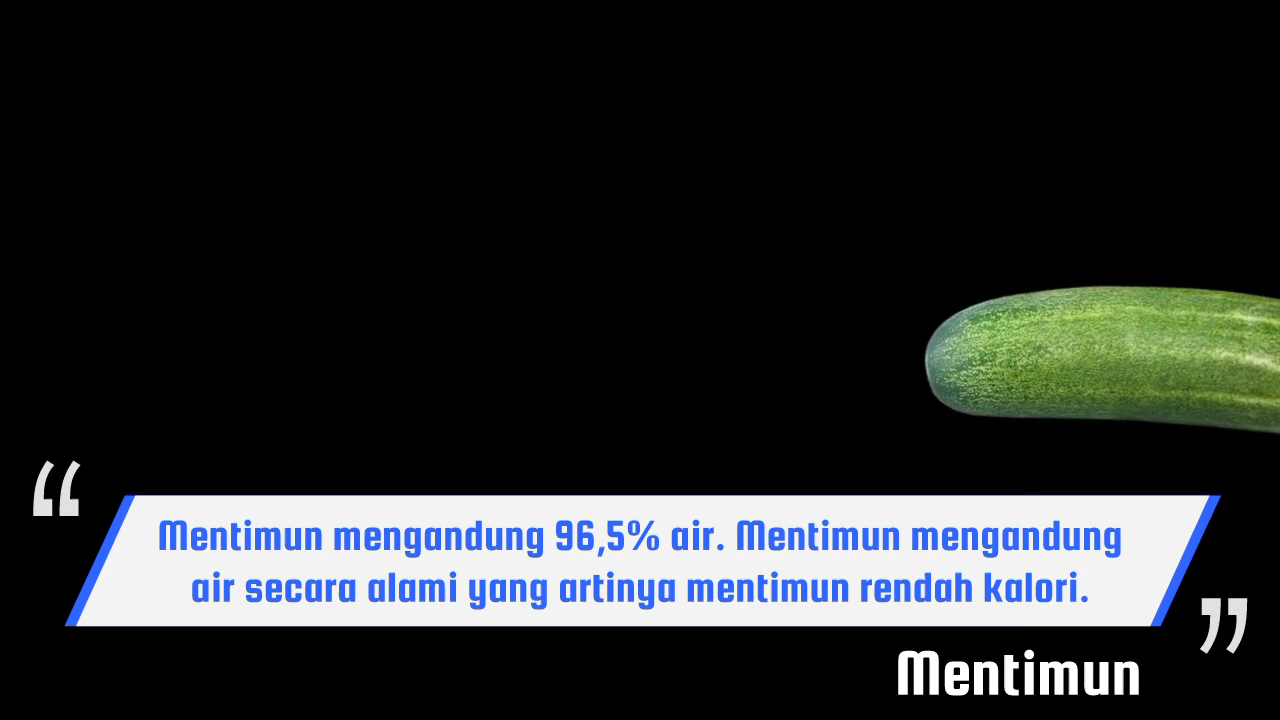 “
Mentimun mengandung 96,5% air. Mentimun mengandung
air secara alami yang artinya mentimun rendah kalori.
”
Mentimun